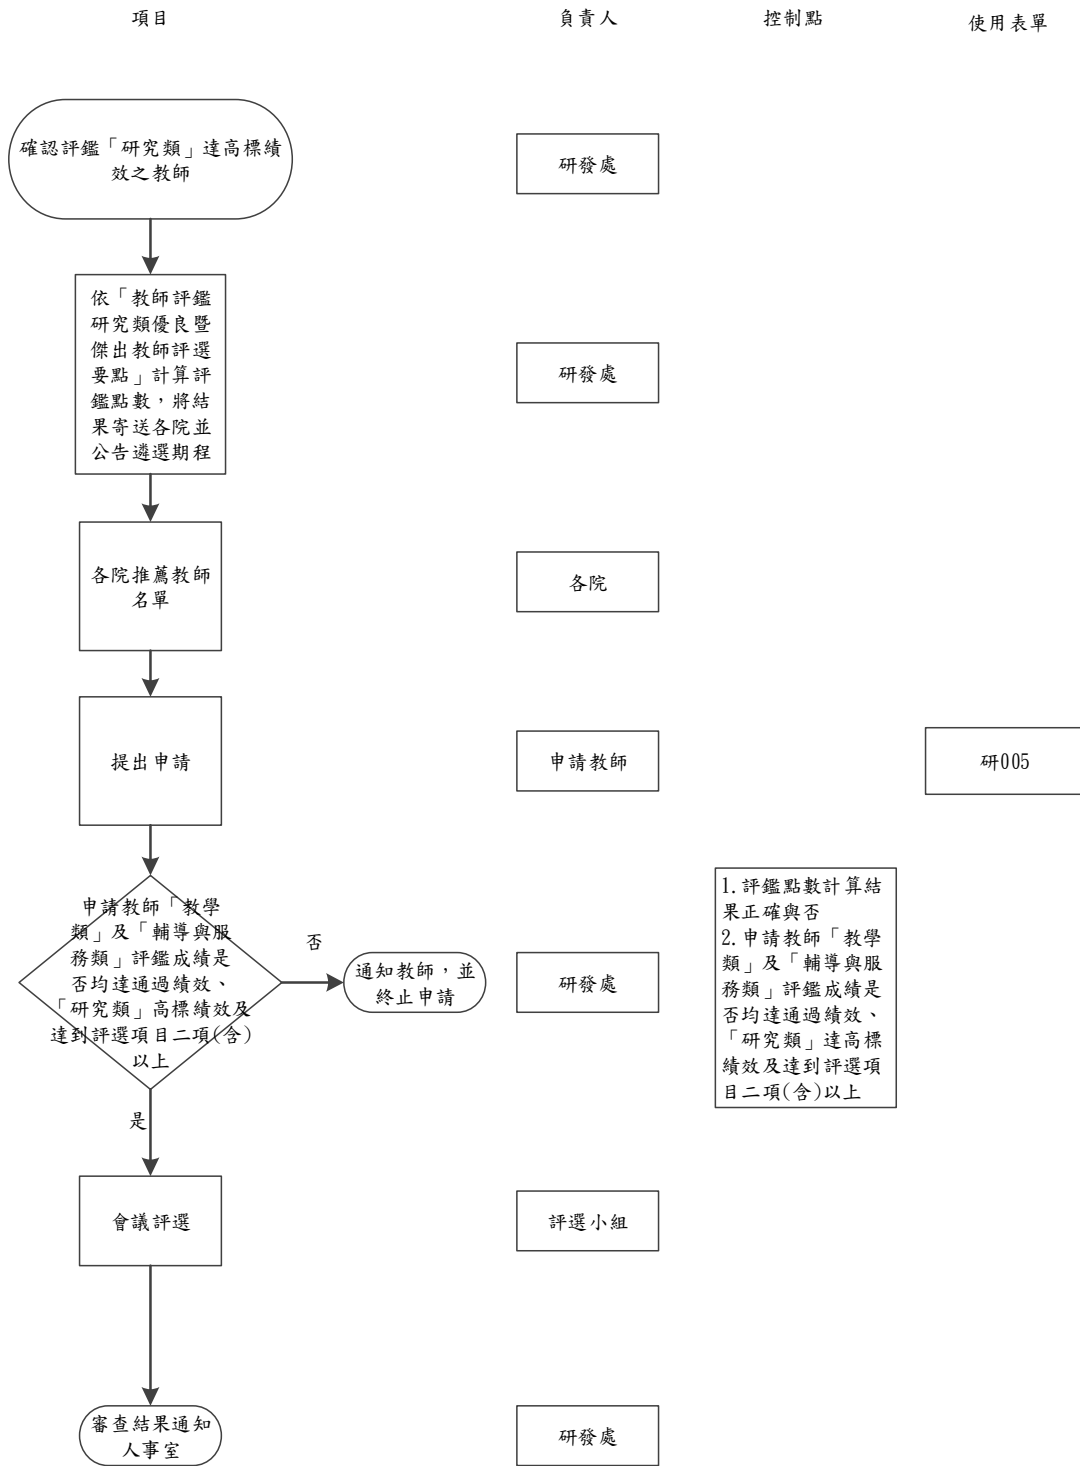 項目
負責人
控制點
使用表單
確認評鑑「研究類」達高標績
效之教師
研發處
依「教師評鑑
研究類優良暨
傑出教師評選
要點」計算評
鑑點數，將結
果寄送各院並
公告遴選期程
研發處
各院推薦教師
名單
各院
提出申請
申請教師
研005
申請教師「教學
類」及「輔導與服
務類」評鑑成績是
否均達通過績效、
「研究類」高標績效及
達到評選項目二項(含)
以上
否
通知教師，並
終止申請
研發處
1.評鑑點數計算結
果正確與否
2.申請教師「教學
類」及「輔導與服
務類」評鑑成績是
否均達通過績效、
「研究類」達高標
績效及達到評選項
目二項(含)以上
是
會議評選
評選小組
審查結果通知
人事室
研發處